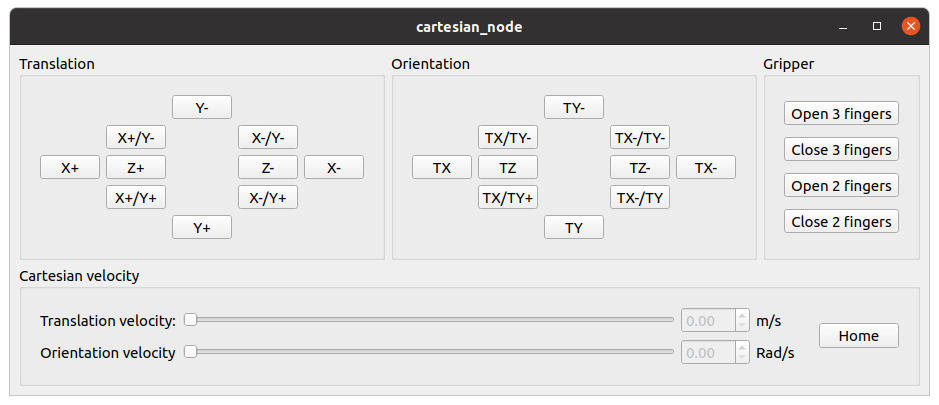 cartesian_node
Translation
Y-
X+/Y-
X-/Y-
X+
Z+
Z-
X-
X+/Y+
X-/Y+
Y+
Orientation
TY-
TX/TY-
TX-/TY-
TX
TZ
TZ-
TX-
TX/TY+
TX-/TY
TY
Gripper
Open 3 fingers
Close 3 fingers
Open 2 fingers
Close 2 fingers
Cartesian velocity
Translation velocity: 0.00 m/s
Orientation velocity 0.00 Rad/s
Home